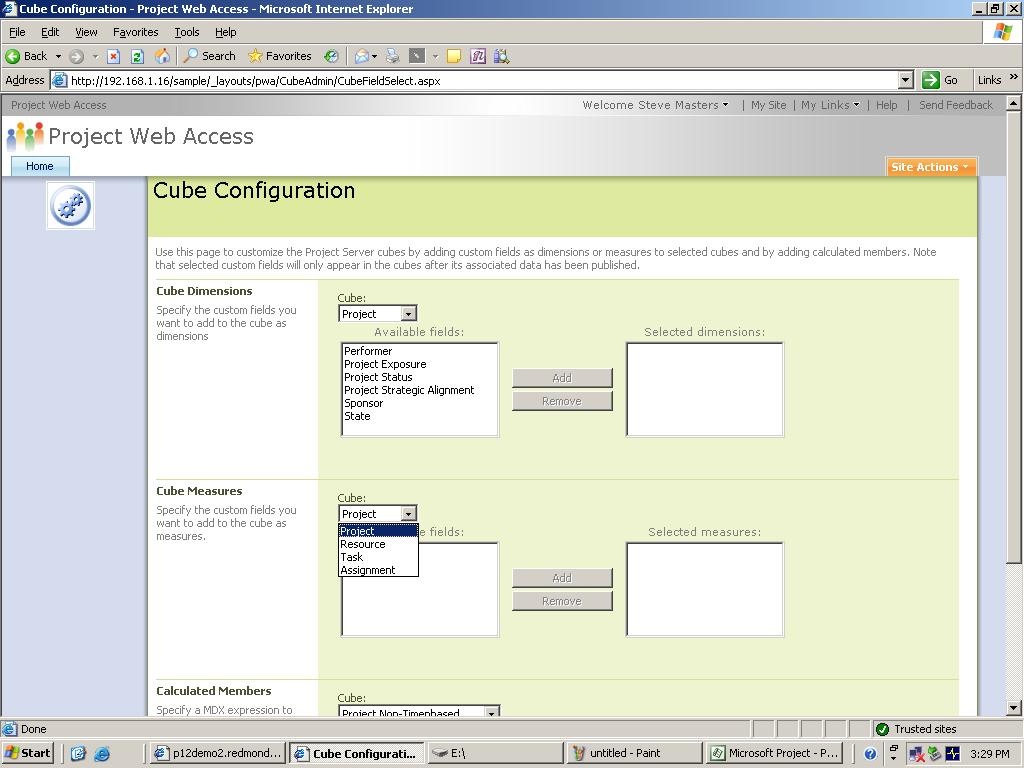 Cube Configuration - Project Web Access - Microsoft Internet Explorer
File Edit View Favorites Tools Help
Back Search Favorites
Address http://192.168.1.16/sample/_layouts/pwa/CubeAdmin/CubeFieldSelect.aspx Go Links »
Project Web Access Welcome Steve Masters | My Site | My Links | Help | Send Feedback
Project Web Access
Home Site Actions
Cube Configuration
Use this page to customize the Project Server cubes by adding custom fields as dimensions or measures to selected cubes and by adding calculated members. Note
that selected custom fields will only appear in the cubes after its associated data has been published.
Cube Dimensions
Specify the custom fields you
want to add to the cube as
dimensions
Cube:
Project
Available fields: Selected dimensions:
Performer
Project Exposure
Project Status
Project Strategic Alignment
Sponsor
State
Add
Remove
Cube Measures
Specify the custom fields you
want to add to the cube as
measures.
Cube:
Project
Project
Resource
Task
Assignment
e fields: Selected measures:
Add
Remove
Calculated Members
Specify a MDX expression to
Cube:
Project Non-Timephased
Done Trusted sites
Start p12demo2.redmond... Cube Configurati... E:\ untitled - Paint Microsoft Project - P... 3:29 PM